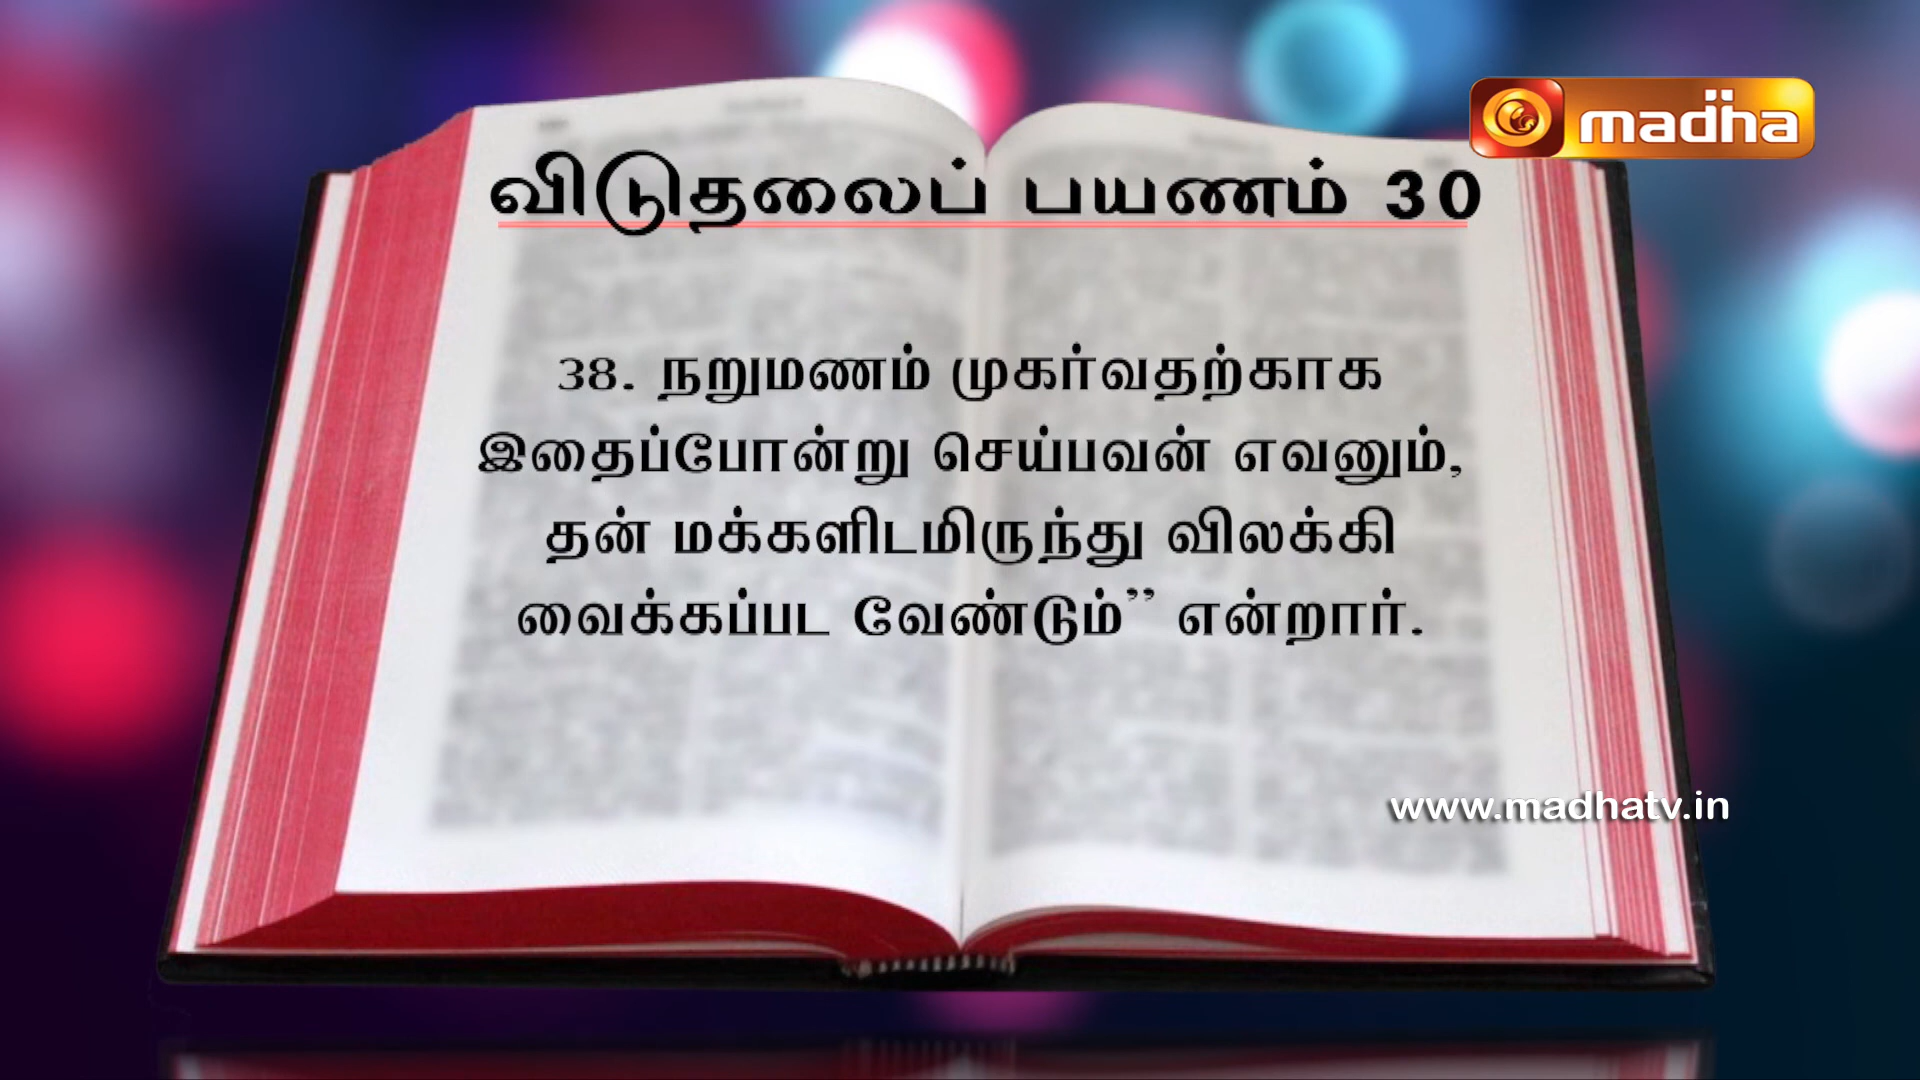 madha
விடுதலைப் பயணம் 30
38. நறுமணம் முகர்வதற்காக
இதைப்போன்று செய்பவன் எவனும்,
தன் மக்களிடமிருந்து விலக்கி
வைக்கப்பட வேண்டும்” என்றார்.
www.madhatv.in